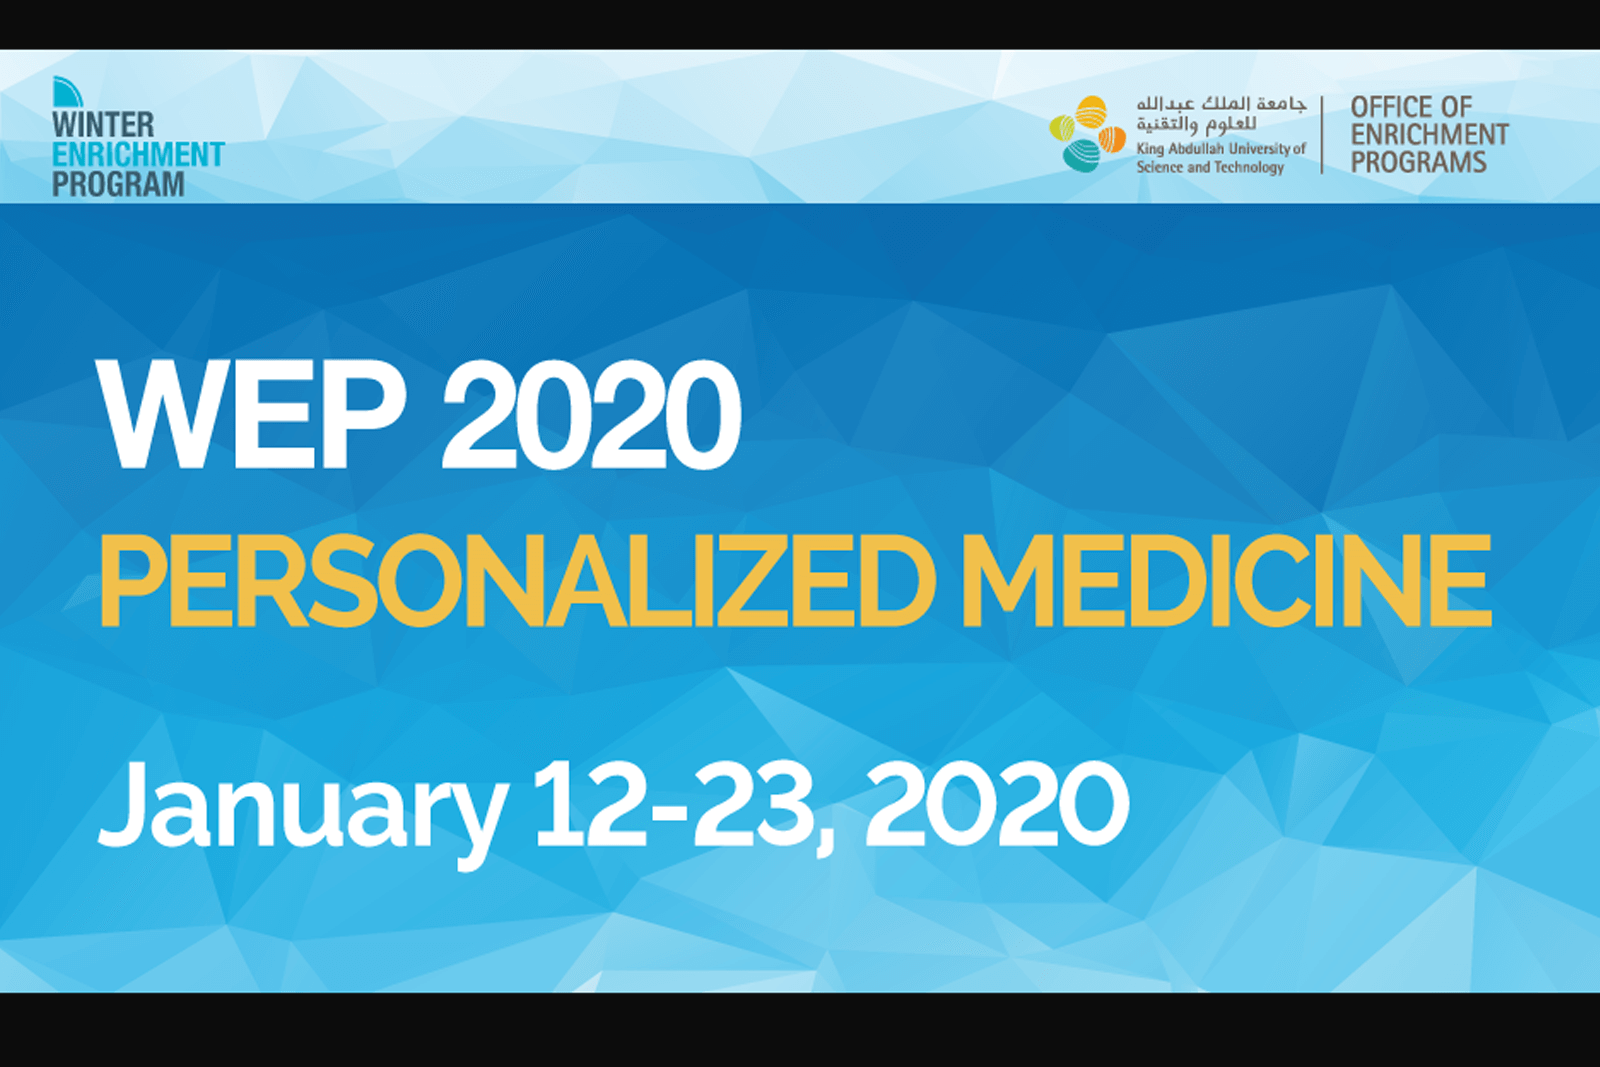 WINTER
ENRICHMENT
PROGRAM
جامعة الملك عبدالله
للعلوم والتقنية
King Abdullah University of
Science and Technology
OFFICE OF
ENRICHMENT
PROGRAMS
WEP 2020
PERSONALIZED MEDICINE
January 12-23, 2020